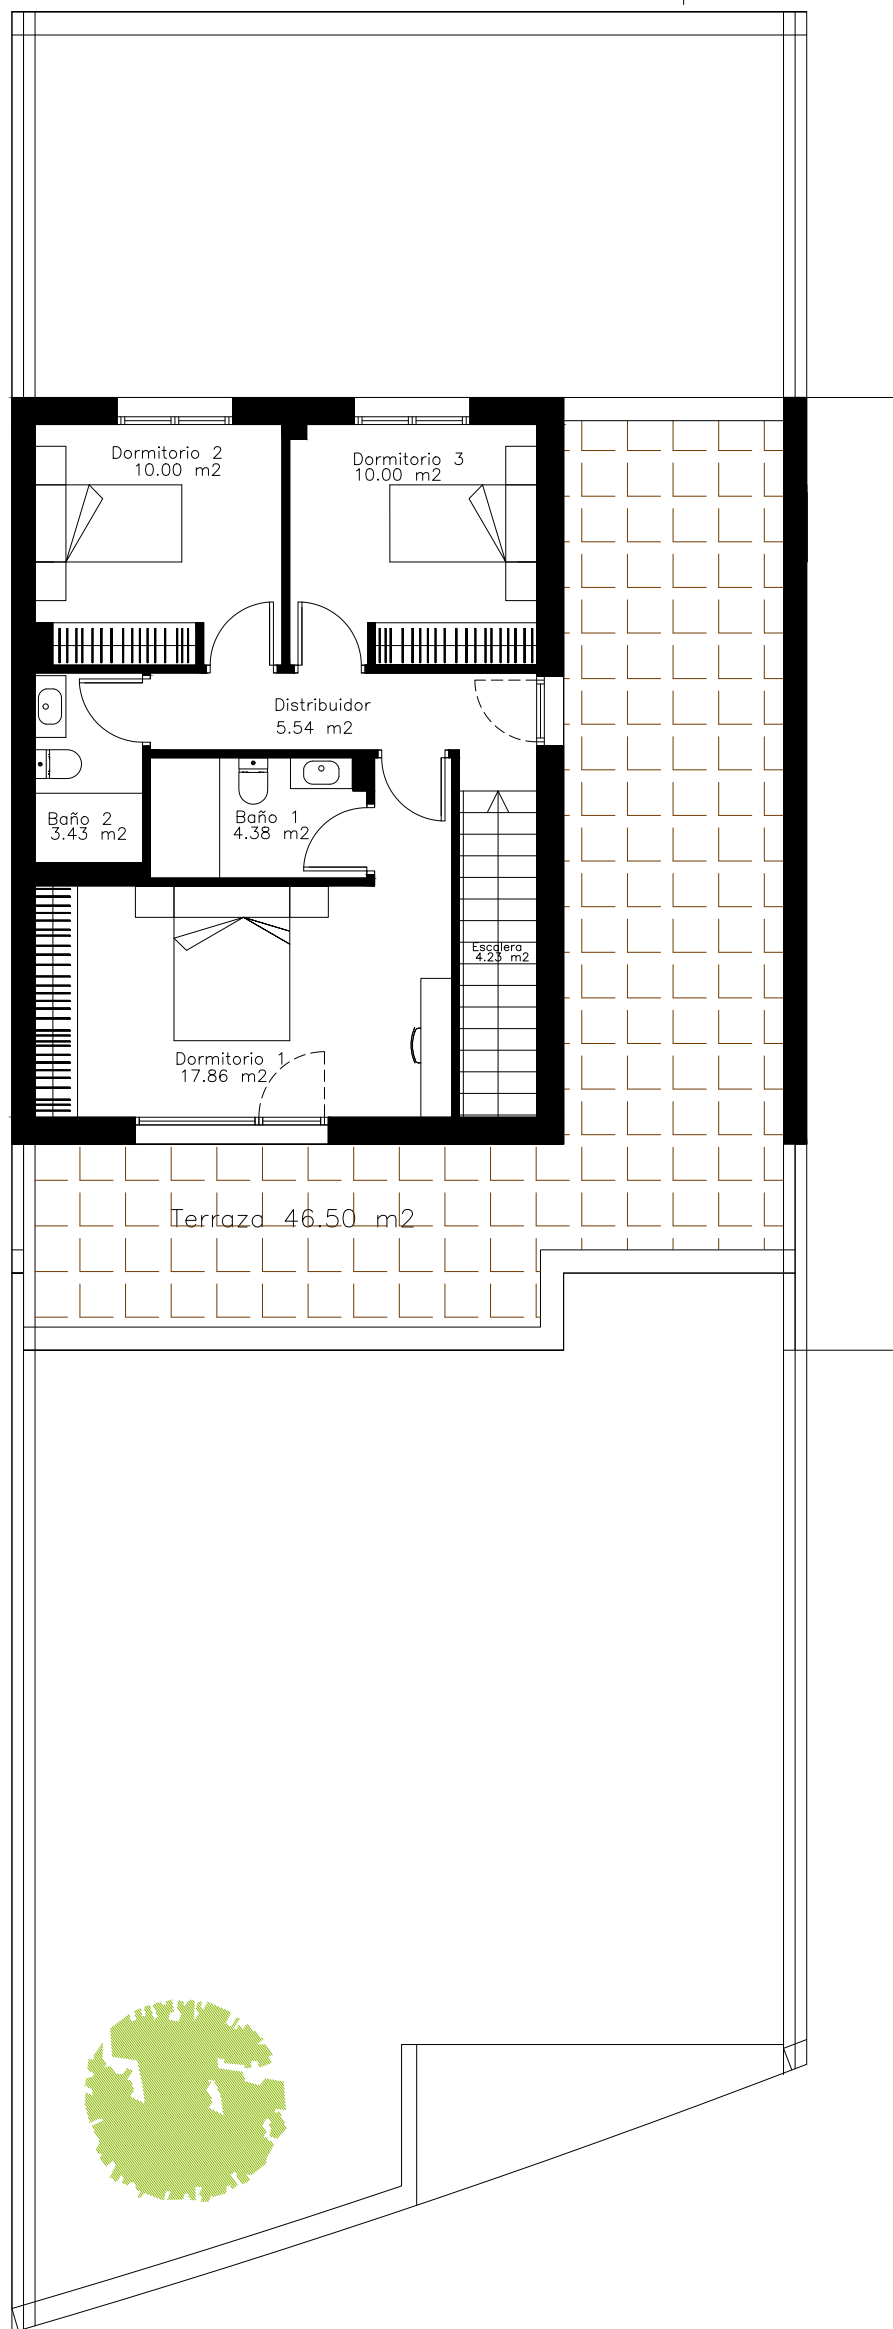 Dormitorio 2
10.00 m2
Dormitorio 3
10.00 m2
Distribuidor
5.54 m2
Baño 2
3.43 m2
Baño 1
4.38 m2
Escalera
4.23 m2
Dormitorio 1
17.86 m2
Terraza 46.50 m2